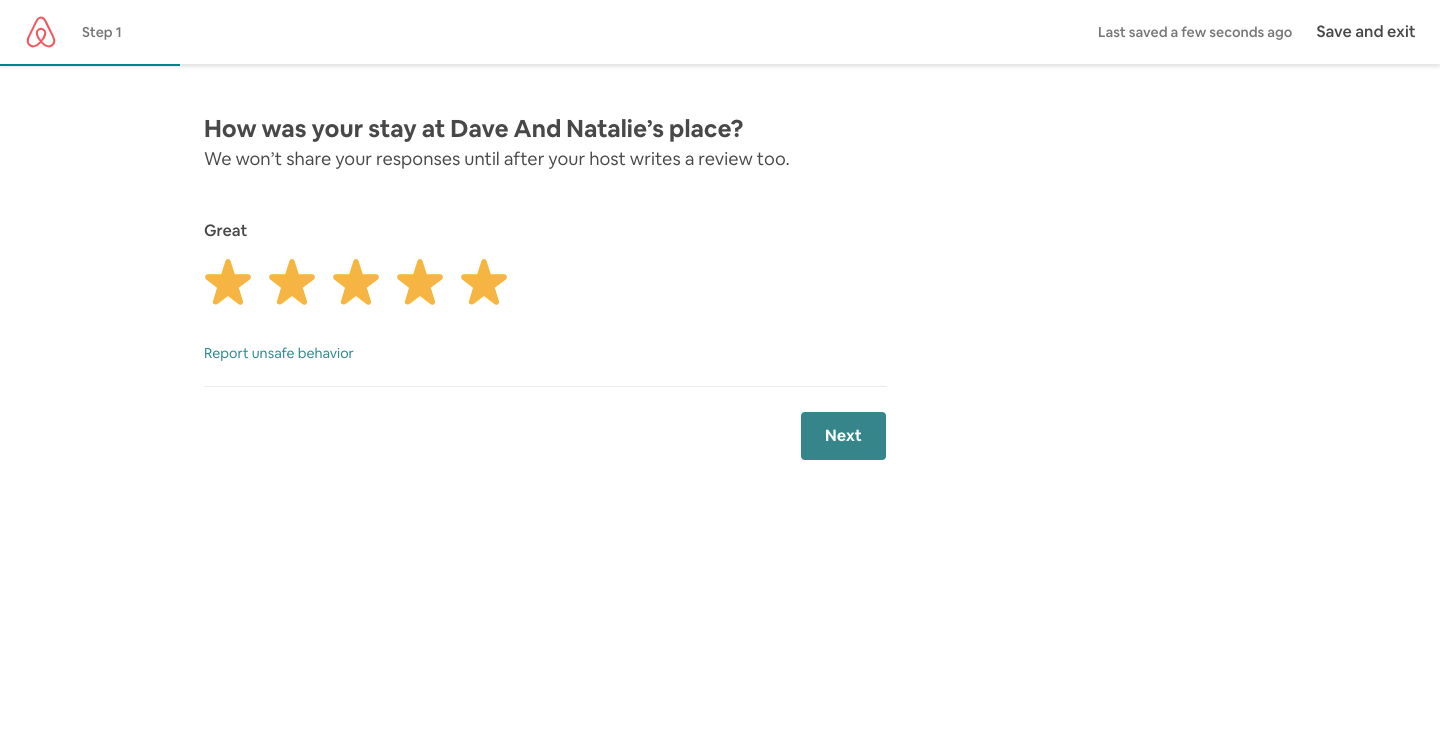 Step 1
Last saved a few seconds ago
Save and exit
How was your stay at Dave And Natalie’s place?
We won’t share your responses until after your host writes a review too.
Great
Report unsafe behavior
Next